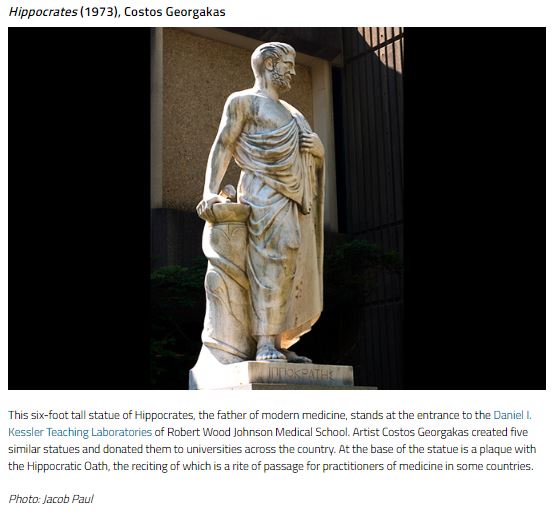 Hippocrates (1973), Costos Georgakas
ΙΠΠΟΚΡΑΤΗΣ
This six-foot tall statue of Hippocrates, the father of modern medicine, stands at the entrance to the Daniel I.
Kessler Teaching Laboratories of Robert Wood Johnson Medical School. Artist Costos Georgakas created five
similar statues and donated them to universities across the country. At the base of the statue is a plaque with
the Hippocratic Oath, the reciting of which is a rite of passage for practitioners of medicine in some countries.
Photo: Jacob Paul